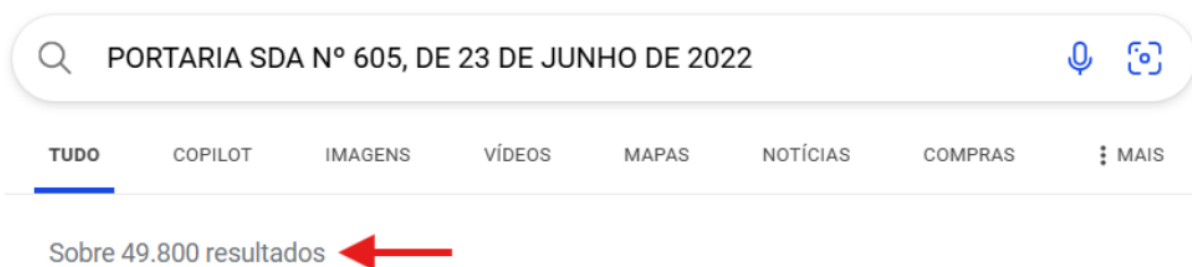 PORTARIA SDA Nº 605, DE 23 DE JUNHO DE 2022
TUDO COPILOT IMAGENS VÍDEOS MAPAS NOTÍCIAS COMPRAS MAIS
Sobre 49.800 resultados